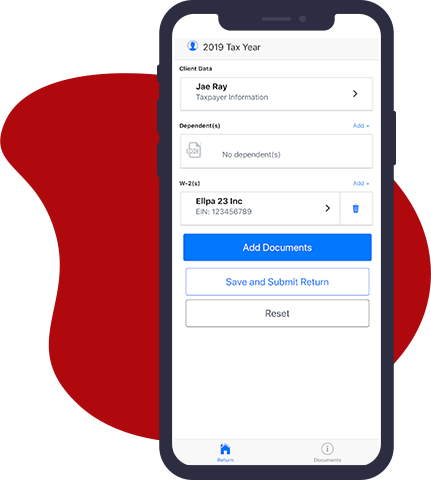 2019 Tax Year
Client Data
Jae Ray
Taxpayer Information
Dependent(s)
Add +
No dependent(s)
W-2(s)
Add +
Ellpa 23 Inc
EIN: 123456789
Add Documents
Save and Submit Return
Reset
Return
Documents